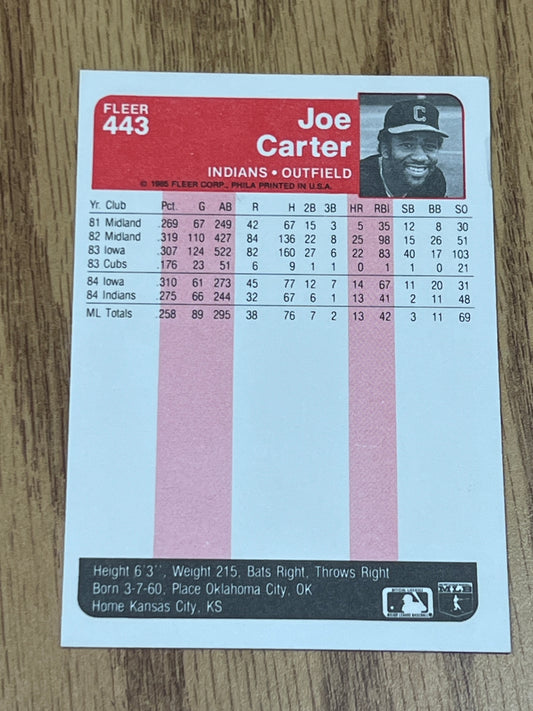 FLEER
443
Joe
Carter
INDIANS • OUTFIELD
© 1985 FLEER CORP., PHILA PRINTED IN U.S.A.
C
Yr. Club Pct. G AB R H 2B 3B HR RBI SB BB SO
81 Midland .269 67 249 42 67 15 3 5 35 12 8 30
82 Midland .319 110 427 84 136 22 8 25 98 15 26 51
83 Iowa .307 124 522 82 160 27 6 22 83 40 17 103
83 Cubs .176 23 51 6 9 1 1 0 1 1 0 21
84 Iowa .310 61 273 45 77 12 7 14 67 11 20 31
84 Indians .275 66 244 32 67 6 1 13 41 2 11 48
ML Totals .258 89 295 38 76 7 2 13 42 3 11 69
Height 6'3", Weight 215, Bats Right, Throws Right
Born 3-7-60, Place Oklahoma City, OK
Home Kansas City, KS